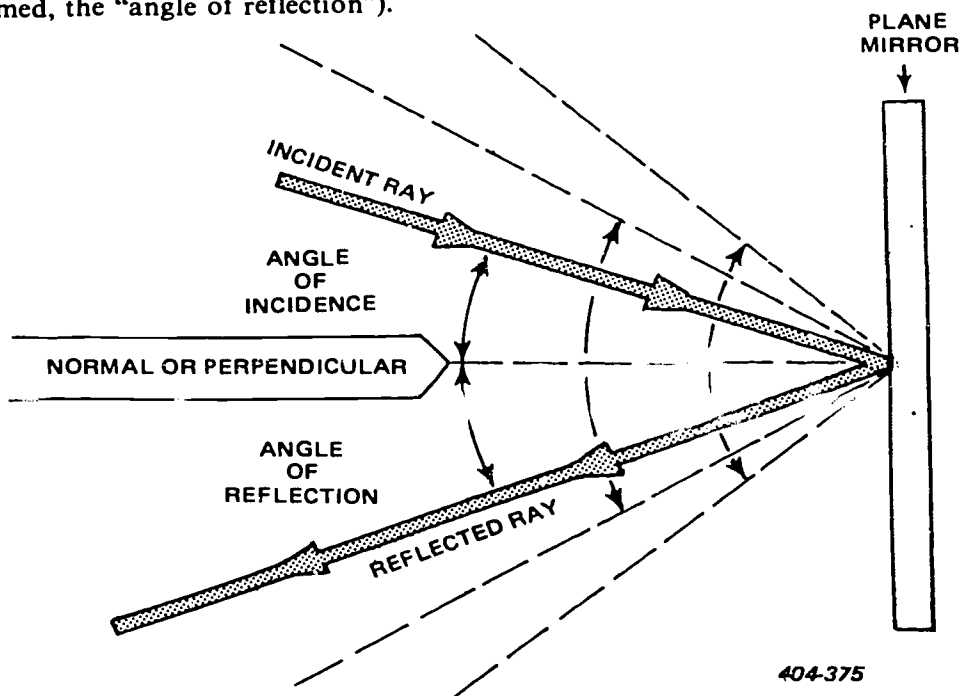 med, the “angle of reflection”).
PLANE
MIRROR
INCIDENT RAY
ANGLE
OF
INCIDENCE
NORMAL OR PERPENDICULAR
ANGLE
OF
REFLECTION
REFLECTED RAY
404-375